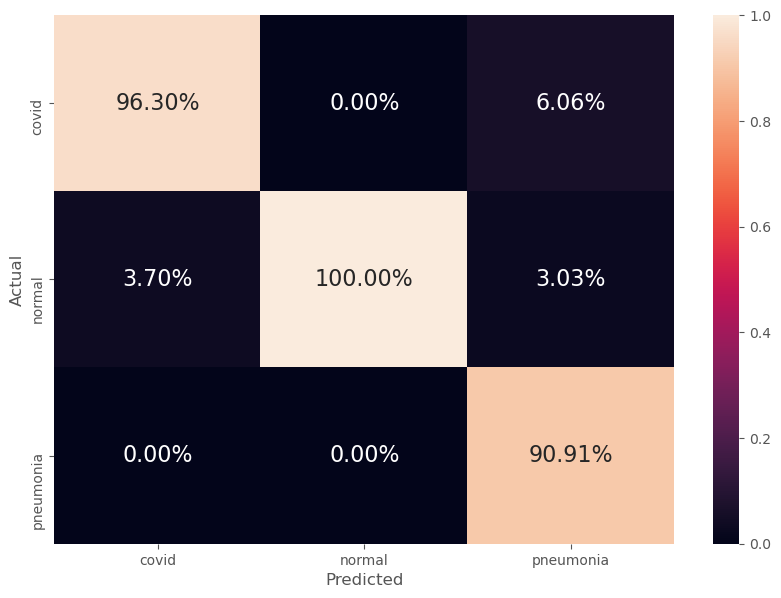 1.0
covid
96.30%
0.00%
6.06%
0.8
0.6
Actual
normal
3.70%
100.00%
3.03%
0.4
0.2
pneumonia
0.00%
0.00%
90.91%
0.0
covid
normal
pneumonia
Predicted